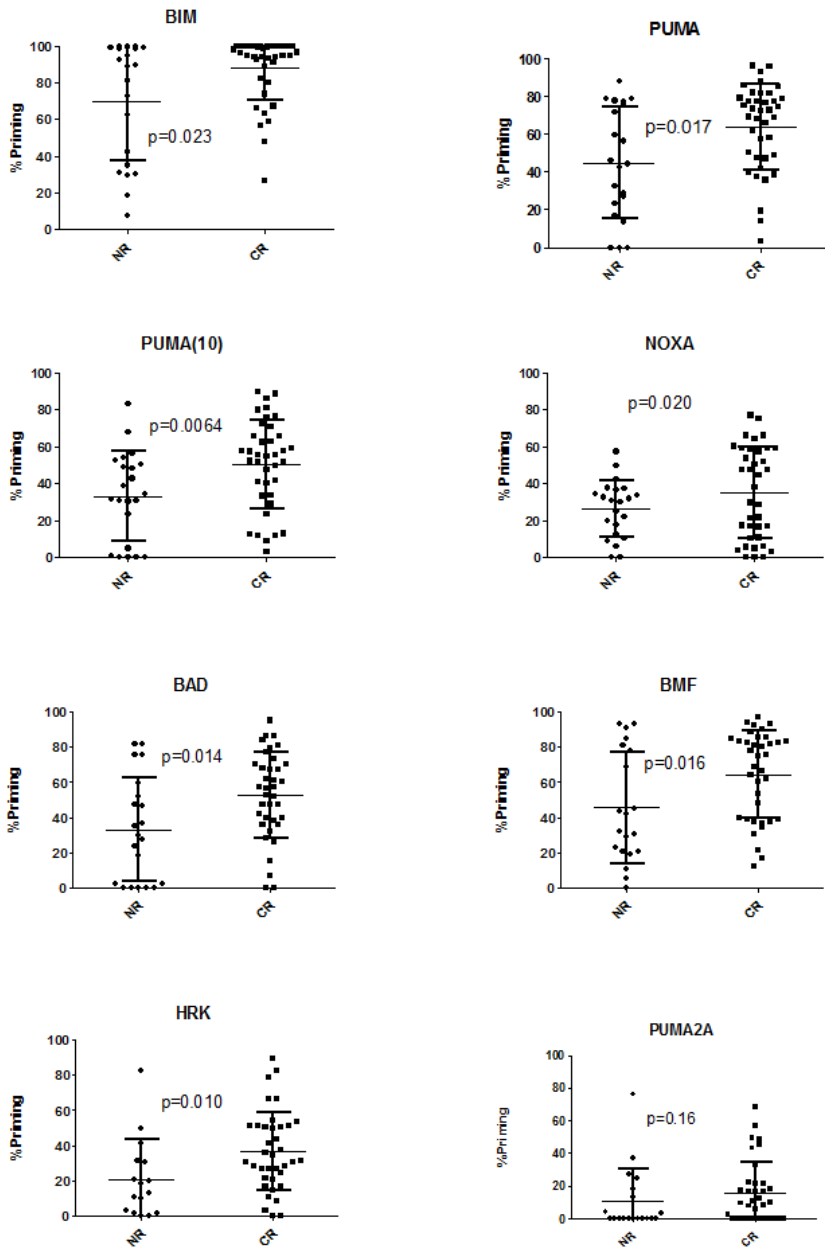 BIM
100
80
60
40
20
0
% Priming
p=0.023
NR
CR
PUMA
100
80
60
40
20
0
% Priming
p=0.017
NR
CR
PUMA(10)
100
80
60
40
20
0
% Priming
p=0.0064
NR
CR
NOXA
100
80
60
40
20
0
% Priming
p=0.020
NR
CR
BAD
100
80
60
40
20
0
% Priming
p=0.014
NR
CR
BMF
100
80
60
40
20
0
% Priming
p=0.016
NR
CR
HRK
100
80
60
40
20
0
% Priming
p=0.010
NR
CR
PUMA2A
100
80
60
40
20
0
%Priming
p=0.16
NR
CR